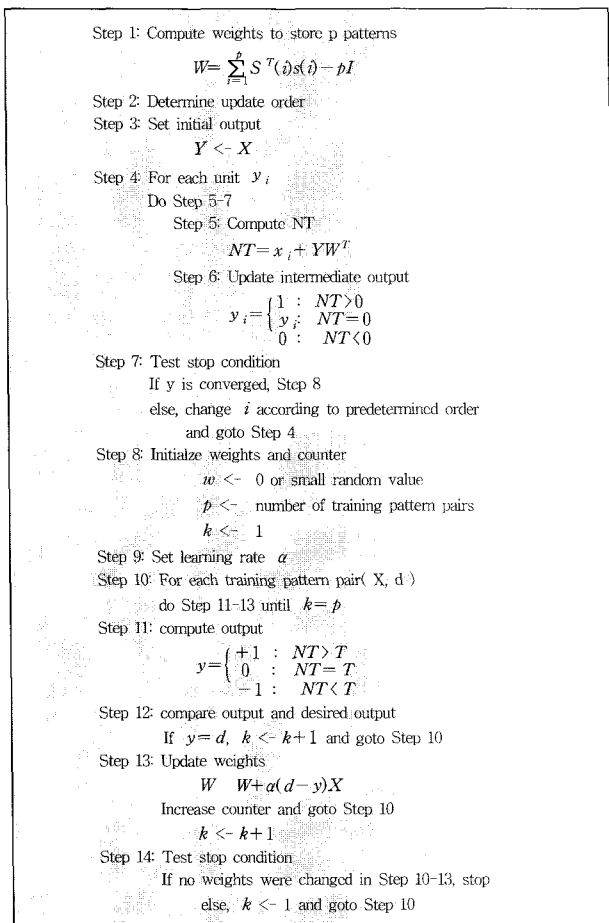 Step 1: Compute weights to store p patterns
W= ∑_{i=1}^{p} S^T(i)s(i) − pI
Step 2: Determine update order
Step 3: Set initial output
Y <- X
Step 4: For each unit y_i
Do Step 5-7
Step 5: Compute NT
NT = x_i + YW^T
Step 6: Update intermediate output
y_i = { 1 : NT>0
y_i : NT=0
0 : NT<0
Step 7: Test stop condition
If y is converged, Step 8
else, change i according to predetermined order
and goto Step 4
Step 8: Initialze weights and counter
w <- 0 or small random value
p <- number of training pattern pairs
k <- 1
Step 9: Set learning rate α
Step 10: For each training pattern pair( X, d )
do Step 11-13 until k=p
Step 11: compute output
y = { +1 : NT> T
0 : NT= T
-1 : NT< T
Step 12: compare output and desired output
If y=d, k <- k+1 and goto Step 10
Step 13: Update weights
W W+α(d−y)X
Increase counter and goto Step 10
k <- k+1
Step 14: Test stop condition
If no weights were changed in Step 10-13, stop
else, k <- 1 and goto Step 10